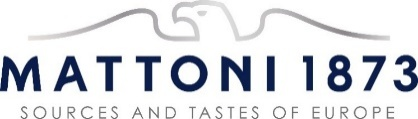 MATTONI 1873
SOURCES AND TASTES OF EUROPE